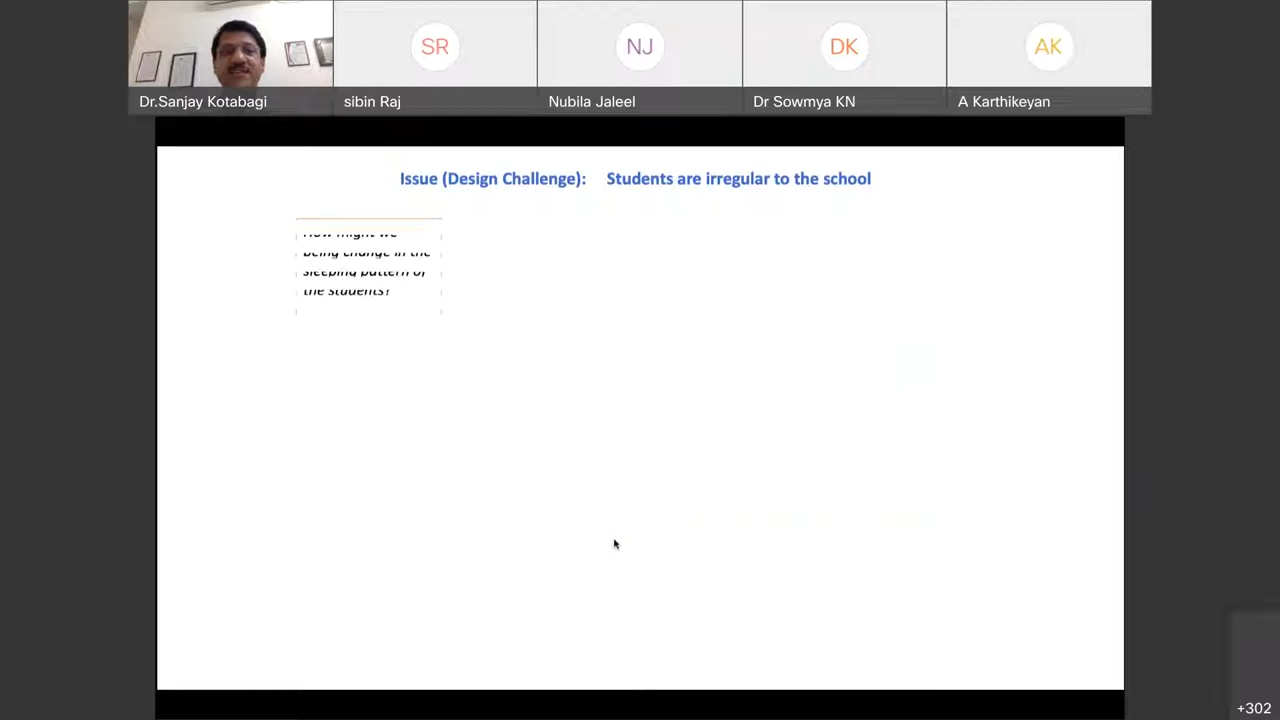 SR
NJ
DK
AK
Dr.Sanjay Kotabagi
sibin Raj
Nubila Jaleel
Dr Sowmya KN
A Karthikeyan
Issue (Design Challenge): Students are irregular to the school
How might we
being change in the
sleeping pattern of
the students?
+302